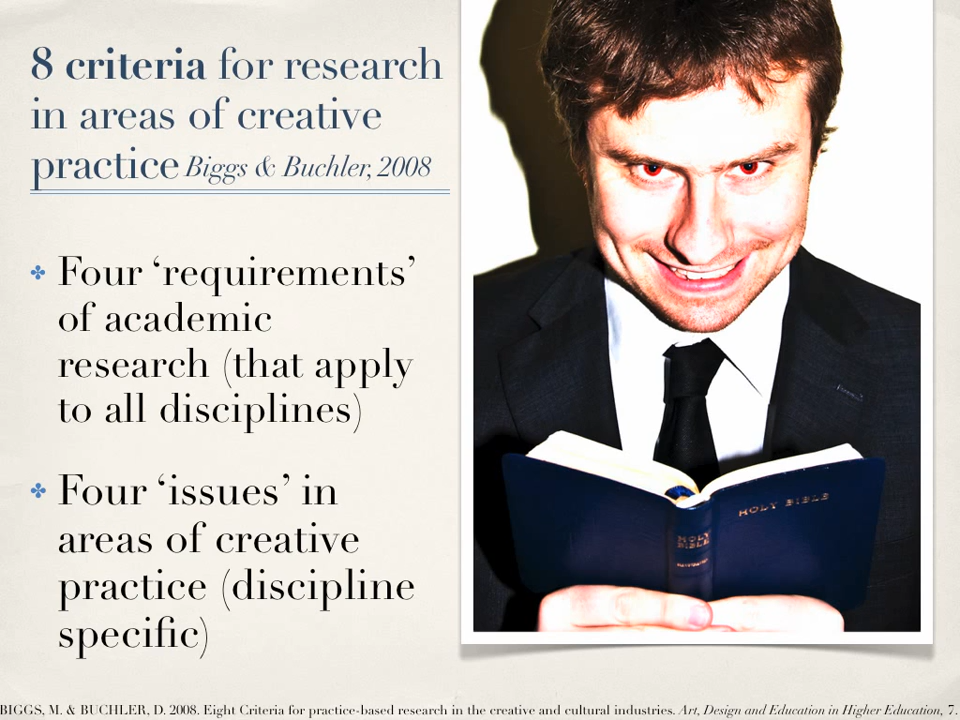 8 criteria for research
in areas of creative
practice Biggs & Buchler, 2008
Four ‘requirements’
of academic
research (that apply
to all disciplines)
Four ‘issues’ in
areas of creative
practice (discipline
specific)
HOLY BIBLE
HOLY
BIBLE
BIGGS, M. & BUCHLER, D. 2008. Eight Criteria for practice-based research in the creative and cultural industries. Art, Design and Education in Higher Education, 7.